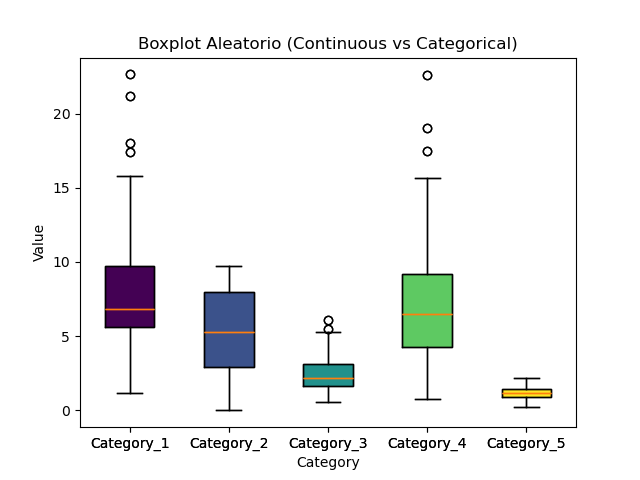 Boxplot Aleatorio (Continuous vs Categorical)
20
15
10
5
0
Value
Category_1 Category_2 Category_3 Category_4 Category_5
Category